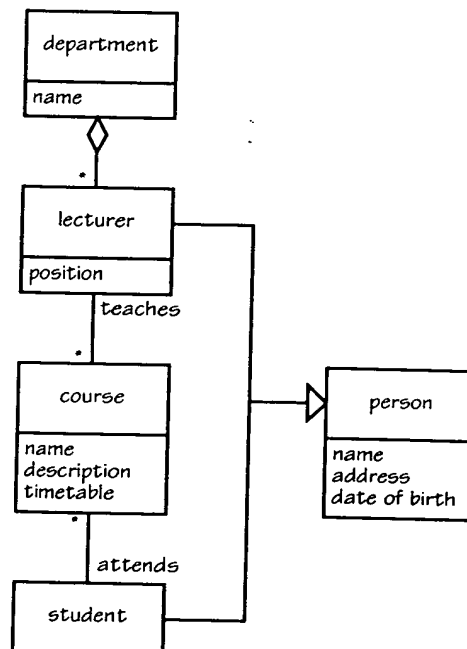 department
name
*
lecturer
position
teaches
*
course
name
description
timetable
*
attends
student
person
name
address
date of birth